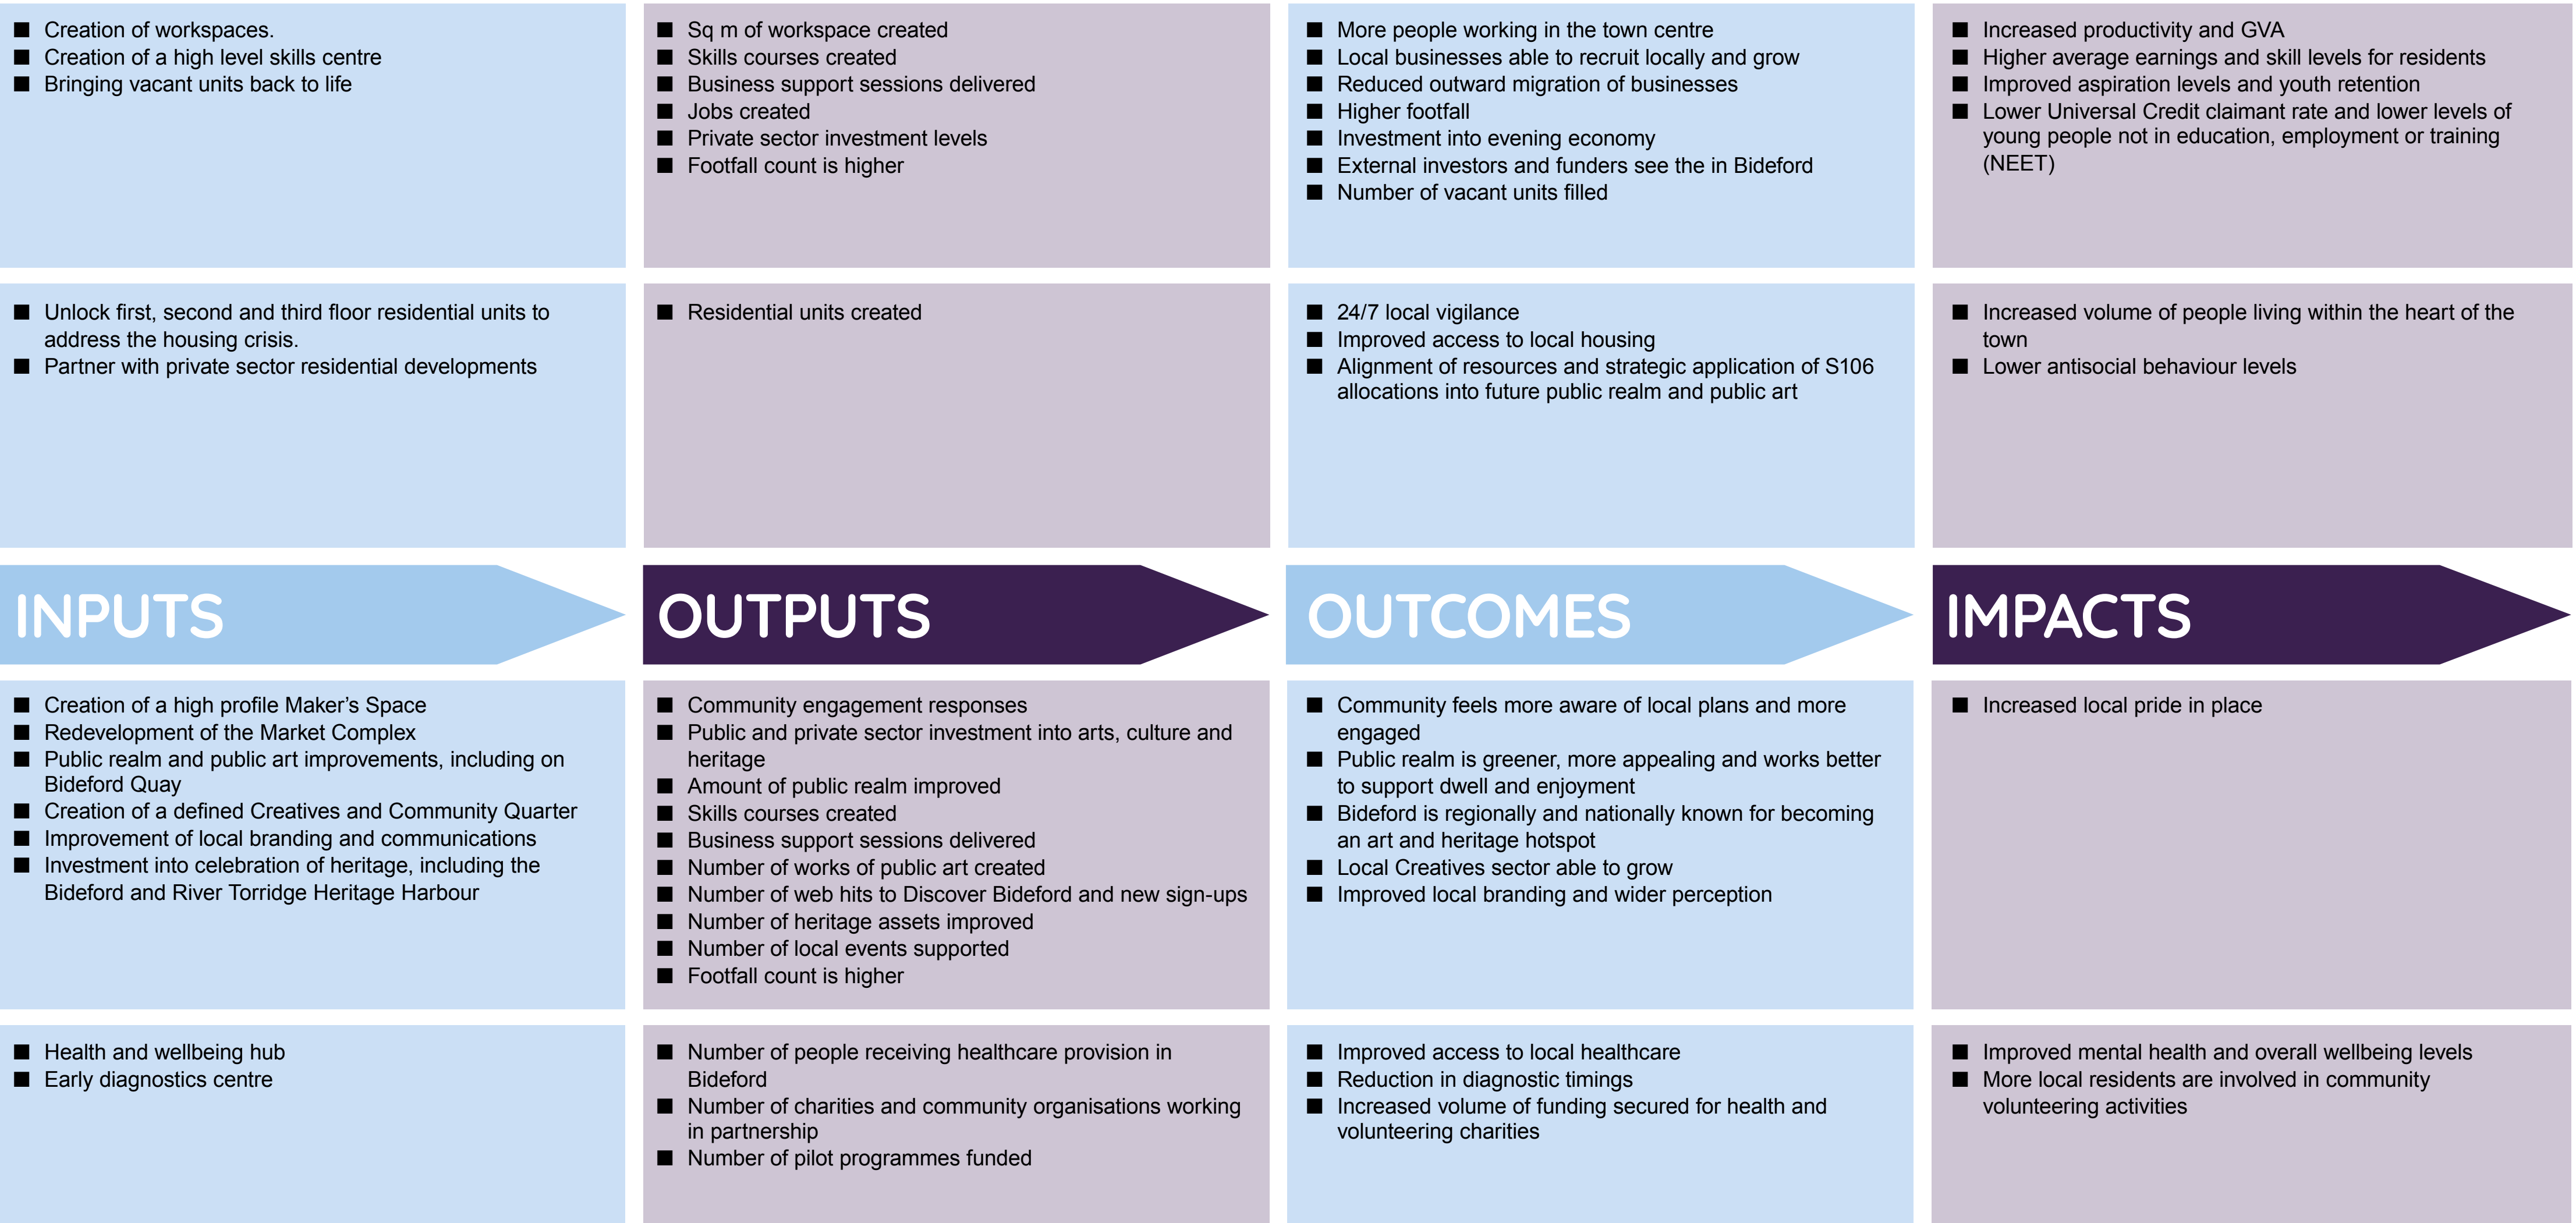 ■ Creation of workspaces.
■ Creation of a high level skills centre
■ Bringing vacant units back to life
■ Sq m of workspace created
■ Skills courses created
■ Business support sessions delivered
■ Jobs created
■ Private sector investment levels
■ Footfall count is higher
■ More people working in the town centre
■ Local businesses able to recruit locally and grow
■ Reduced outward migration of businesses
■ Higher footfall
■ Investment into evening economy
■ External investors and funders see the in Bideford
■ Number of vacant units filled
■ Increased productivity and GVA
■ Higher average earnings and skill levels for residents
■ Improved aspiration levels and youth retention
■ Lower Universal Credit claimant rate and lower levels of
young people not in education, employment or training
(NEET)
■ Unlock first, second and third floor residential units to
address the housing crisis.
■ Partner with private sector residential developments
■ Residential units created
■ 24/7 local vigilance
■ Improved access to local housing
■ Alignment of resources and strategic application of S106
allocations into future public realm and public art
■ Increased volume of people living within the heart of the
town
■ Lower antisocial behaviour levels
INPUTS
OUTPUTS
OUTCOMES
IMPACTS
■ Creation of a high profile Maker’s Space
■ Redevelopment of the Market Complex
■ Public realm and public art improvements, including on
Bideford Quay
■ Creation of a defined Creatives and Community Quarter
■ Improvement of local branding and communications
■ Investment into celebration of heritage, including the
Bideford and River Torridge Heritage Harbour
■ Community engagement responses
■ Public and private sector investment into arts, culture and
heritage
■ Amount of public realm improved
■ Skills courses created
■ Business support sessions delivered
■ Number of works of public art created
■ Number of web hits to Discover Bideford and new sign-ups
■ Number of heritage assets improved
■ Number of local events supported
■ Footfall count is higher
■ Community feels more aware of local plans and more
engaged
■ Public realm is greener, more appealing and works better
to support dwell and enjoyment
■ Bideford is regionally and nationally known for becoming
an art and heritage hotspot
■ Local Creatives sector able to grow
■ Improved local branding and wider perception
■ Increased local pride in place
■ Health and wellbeing hub
■ Early diagnostics centre
■ Number of people receiving healthcare provision in
Bideford
■ Number of charities and community organisations working
in partnership
■ Number of pilot programmes funded
■ Improved access to local healthcare
■ Reduction in diagnostic timings
■ Increased volume of funding secured for health and
volunteering charities
■ Improved mental health and overall wellbeing levels
■ More local residents are involved in community
volunteering activities